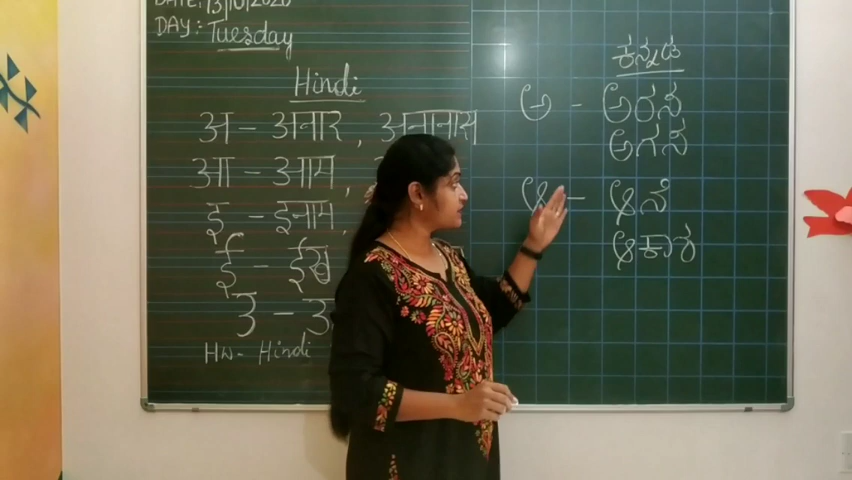 DATE: 13/10/2020
DAY: Tuesday
Hindi
अ - अनार, अनानास
आ - आम,
इ - इनाम,
ई - ईख
उ -
HW - Hindi
ಕನ್ನಡ
ಅ - ಅರಸ
ಅಗಸ
ಆ - ಆನೆ
ಆಕಾಶ